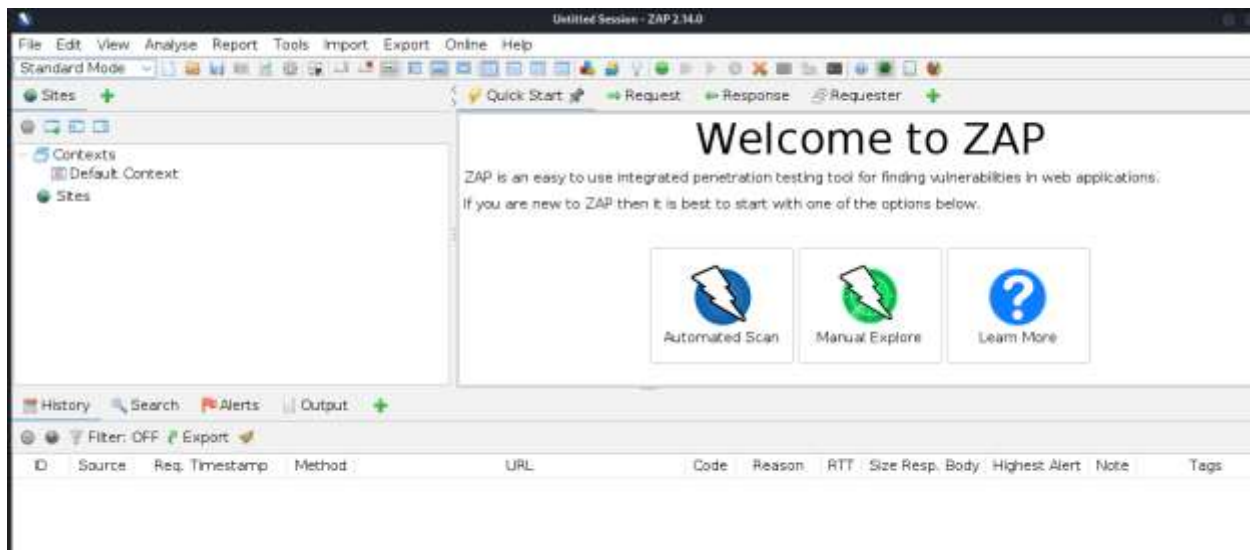 Untitled Session - ZAP 2.14.0
File Edit View Analyse Report Tools Import Export Online Help
Standard Mode
Sites
Quick Start Request Response Requester
Contexts
Default Context
Sites
Welcome to ZAP
ZAP is an easy to use integrated penetration testing tool for finding vulnerabilities in web applications.
If you are new to ZAP then it is best to start with one of the options below.
Automated Scan Manual Explore Learn More
History Search Alerts Output
Filter: OFF Export
ID Source Req. Timestamp Method URL Code Reason RTT Size Resp. Body Highest Alert Note Tags